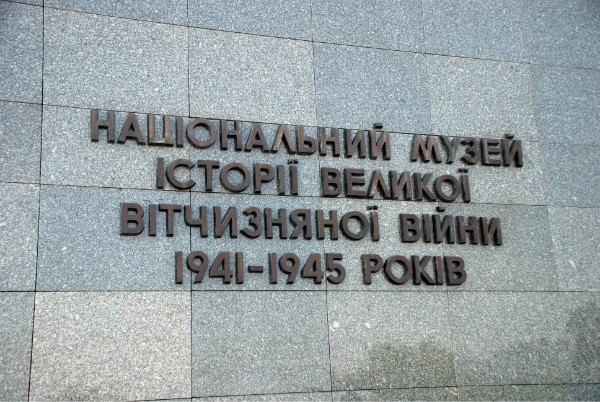 НАЦІОНАЛЬНИЙ МУЗЕЙ
ІСТОРІЇ ВЕЛИКОЇ
ВІТЧИЗНЯНОЇ ВІЙНИ
1941-1945 РОКІВ